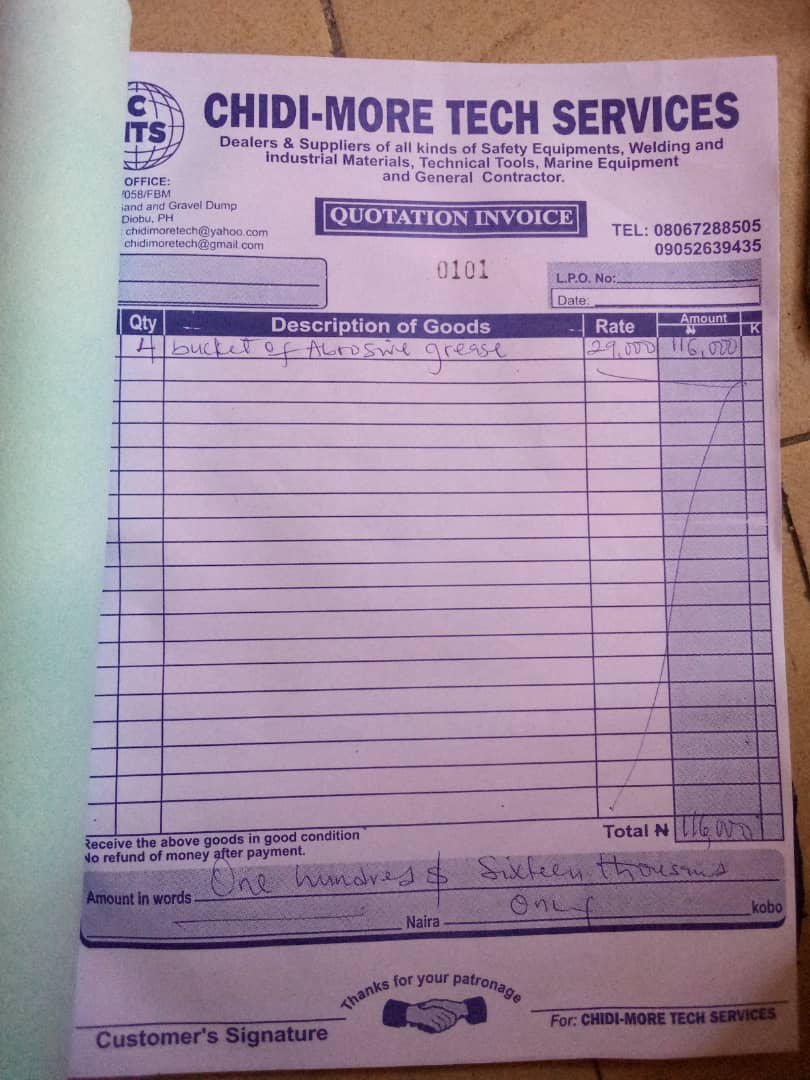 C
ITS
CHIDI-MORE TECH SERVICES
Dealers & Suppliers of all kinds of Safety Equipments, Welding and
industrial Materials, Technical Tools, Marine Equipment
and General Contractor.
OFFICE:
/058/FBM
and and Gravel Dump
Diobu, PH
: chidimoretech@yahoo.com
chidimoretech@gmail.com
QUOTATION INVOICE
TEL: 08067288505
09052639435
0101
L.P.O. No:
Date:
Qty Description of Goods Rate Amount
₦ K
4 bucket of Abrosive grease 29,000 116,000
Total ₦ 116,000
Receive the above goods in good condition
No refund of money after payment.
Amount in words One hundred & Sixteen thousand
Only
Naira kobo
Thanks for your patronage
Customer's Signature
For: CHIDI-MORE TECH SERVICES